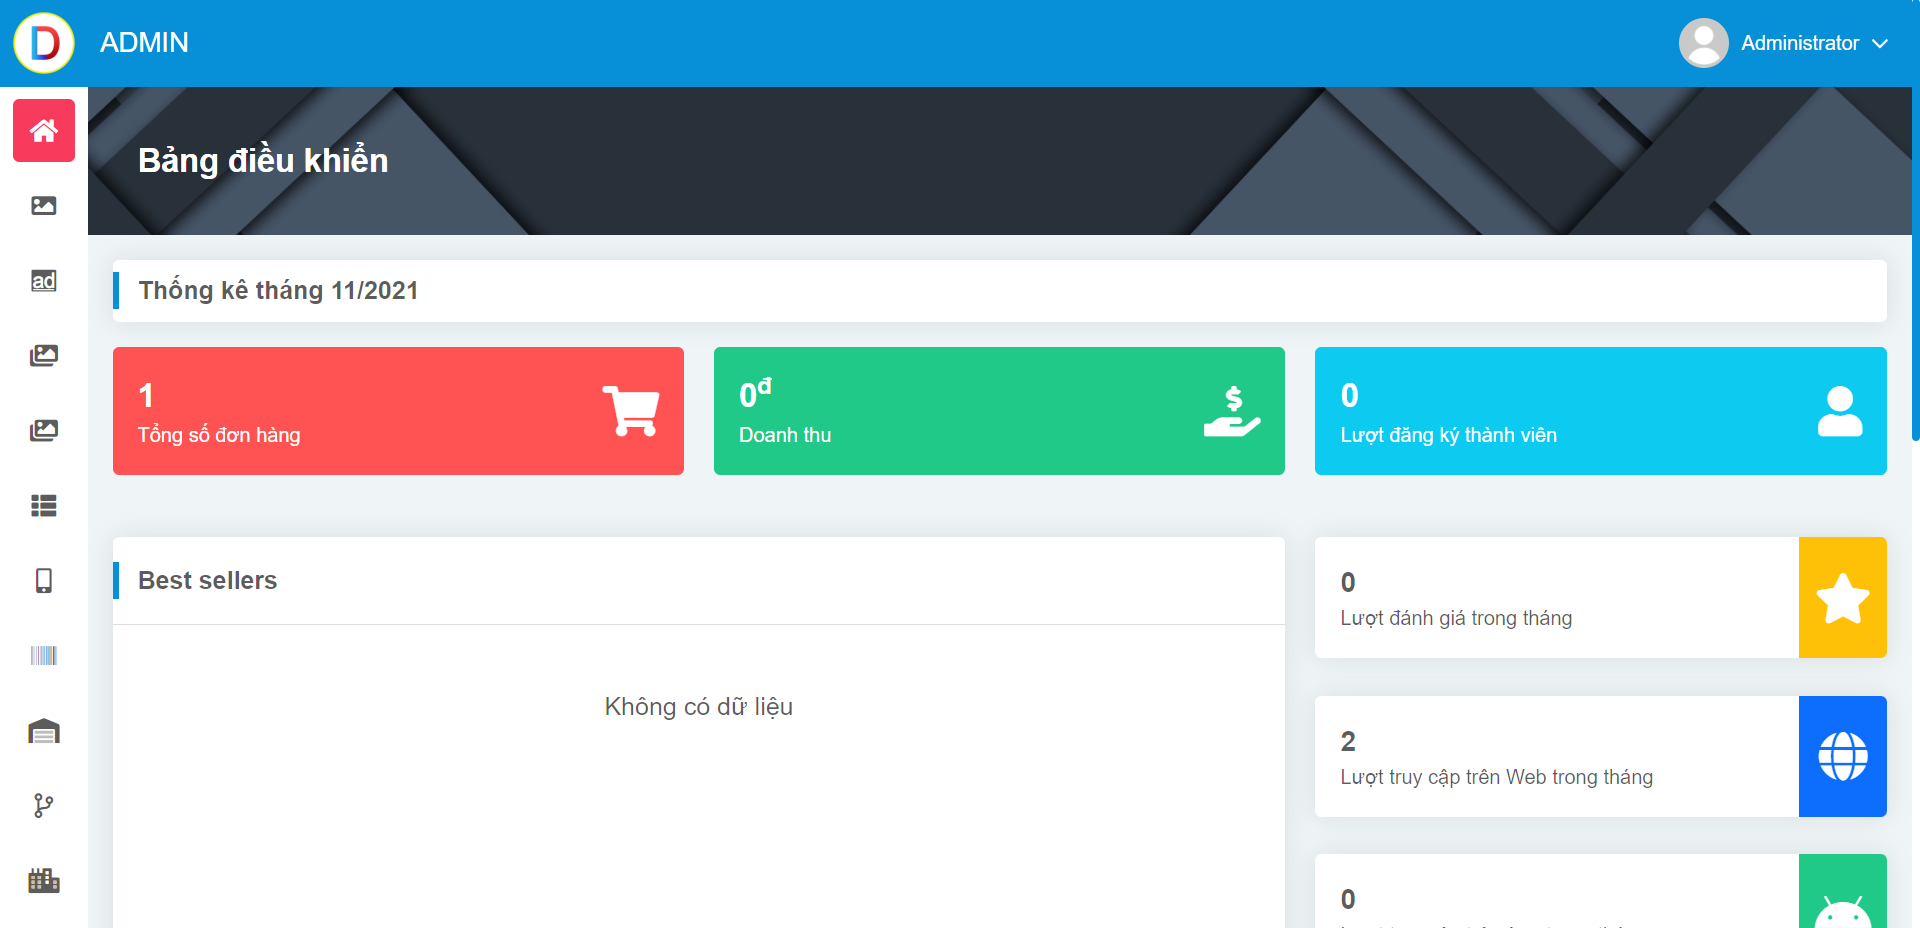 D
ADMIN
Administrator
Bảng điều khiển
ad
Thống kê tháng 11/2021
1
Tổng số đơn hàng
0đ
Doanh thu
$
0
Lượt đăng ký thành viên
Best sellers
Không có dữ liệu
0
Lượt đánh giá trong tháng
2
Lượt truy cập trên Web trong tháng
0